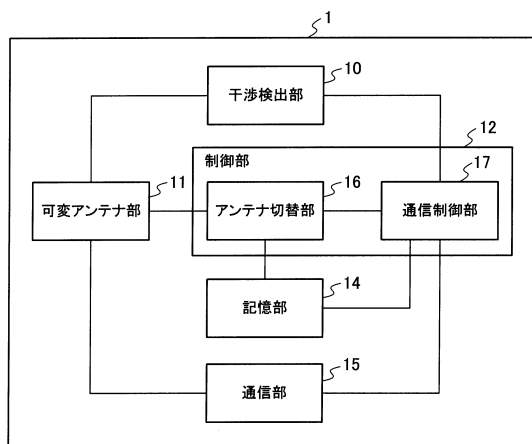 1
10
干渉検出部
12
制御部
11
16
17
可変アンテナ部
アンテナ切替部
通信制御部
14
記憶部
15
通信部